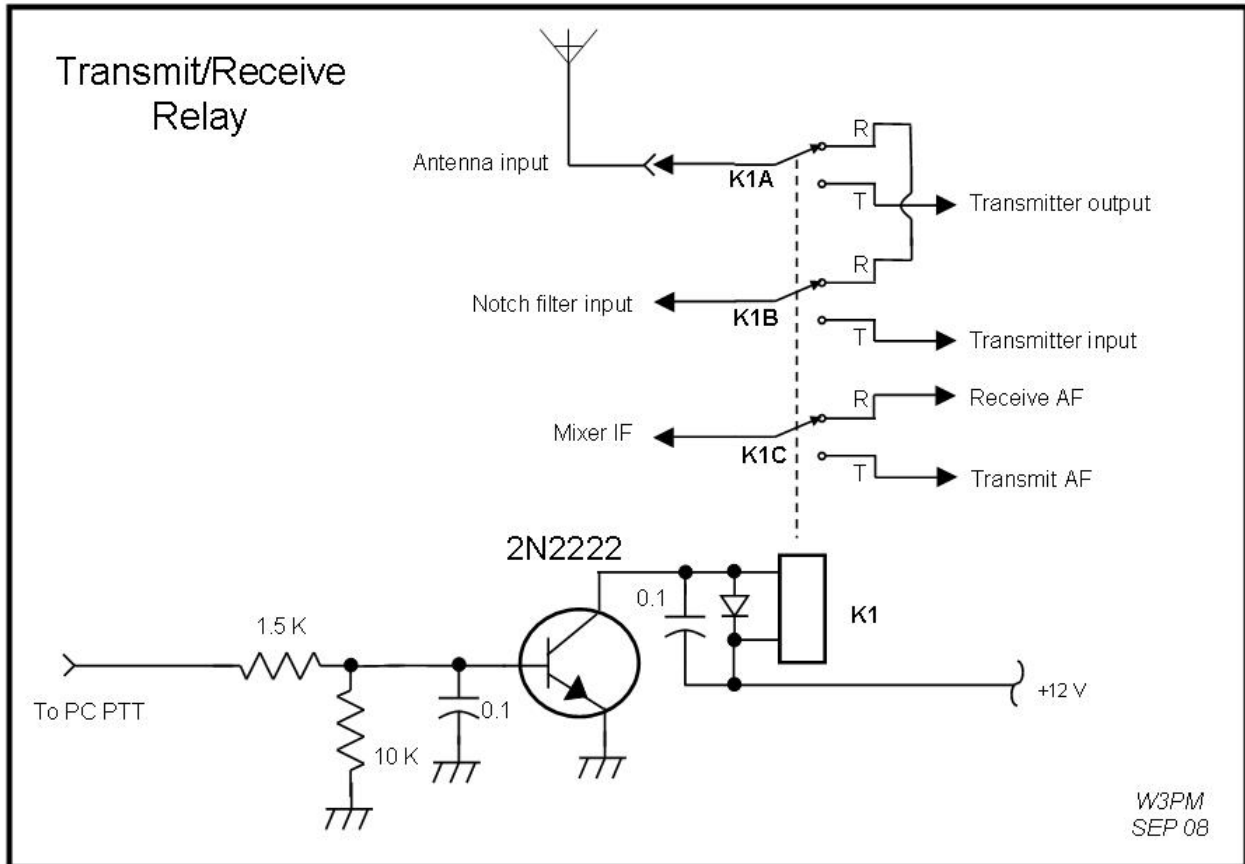 Transmit/Receive
Relay
Antenna input
K1A
R
T
Transmitter output
Notch filter input
K1B
R
T
Transmitter input
Mixer IF
K1C
R
T
Receive AF
Transmit AF
2N2222
0.1
K1
1.5 K
To PC PTT
10 K
0.1
+12 V
W3PM
SEP 08